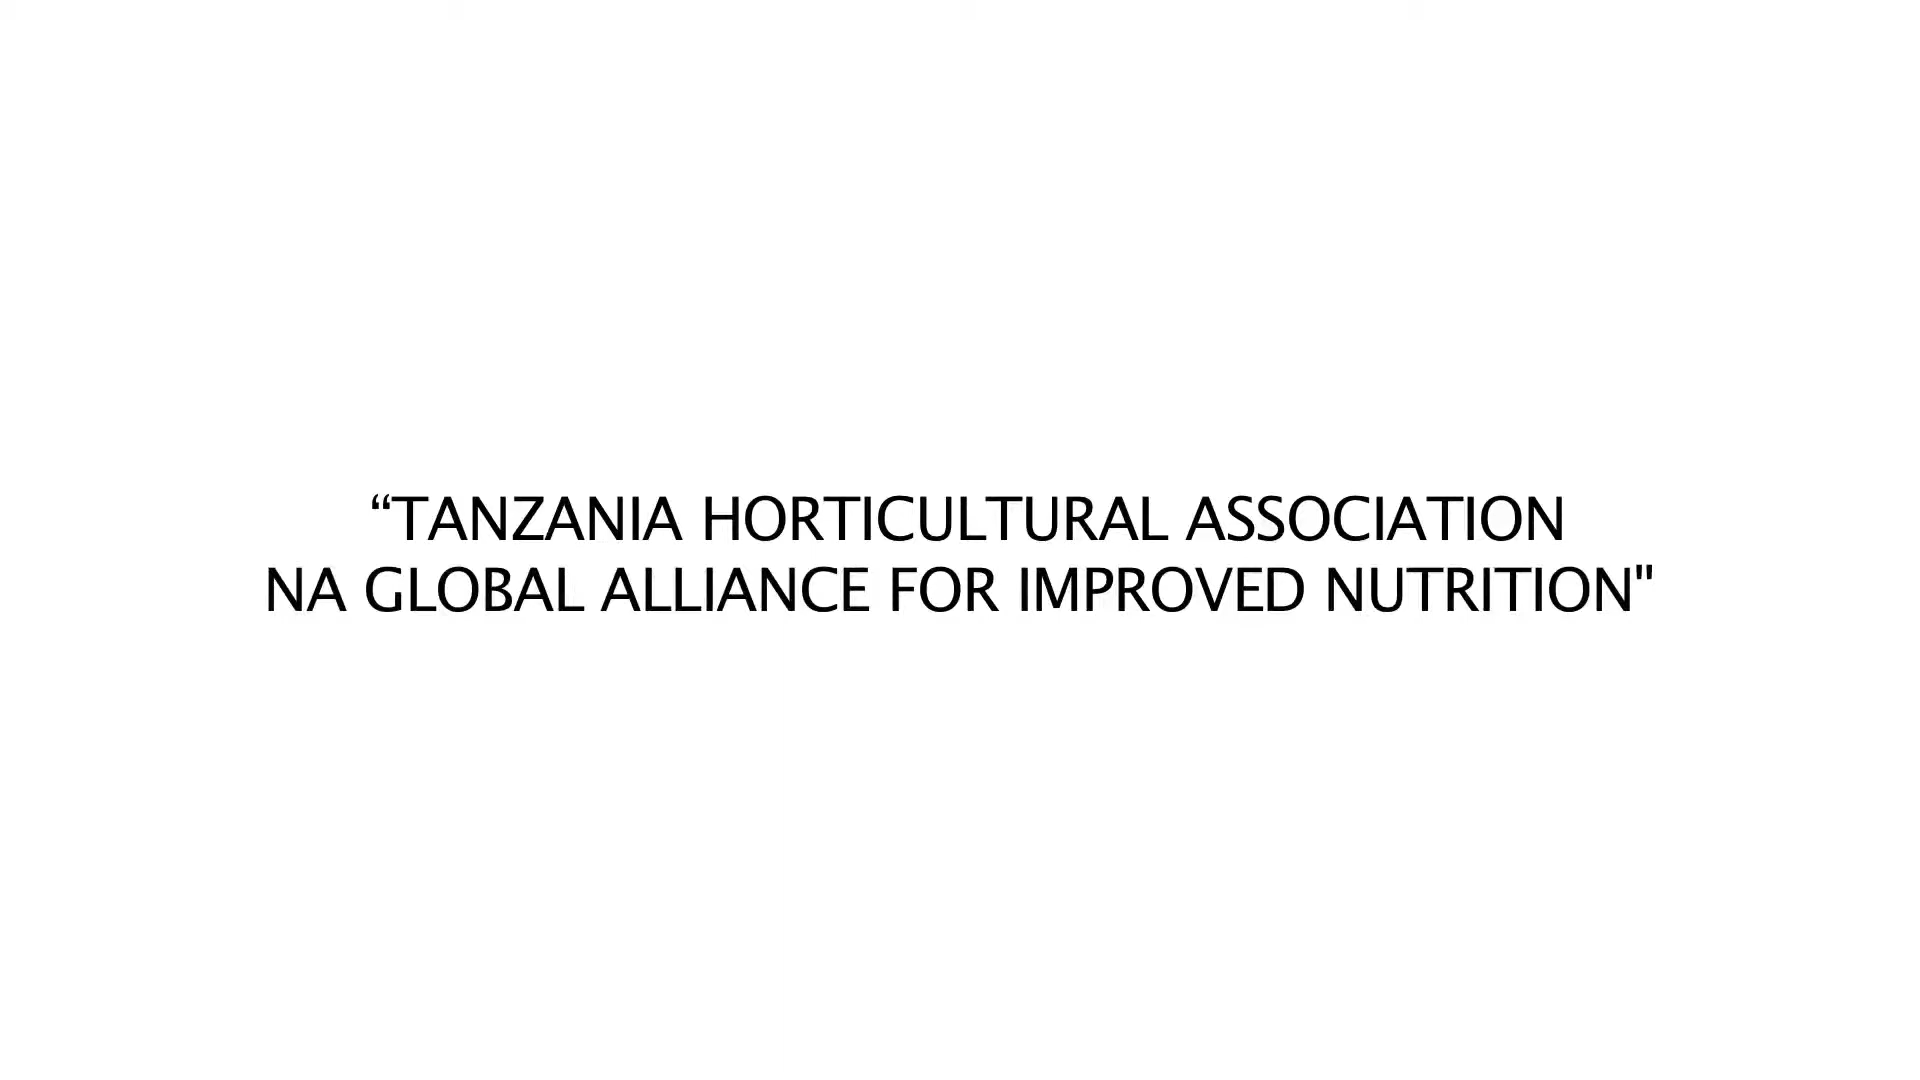 “TANZANIA HORTICULTURAL ASSOCIATION
NA GLOBAL ALLIANCE FOR IMPROVED NUTRITION"